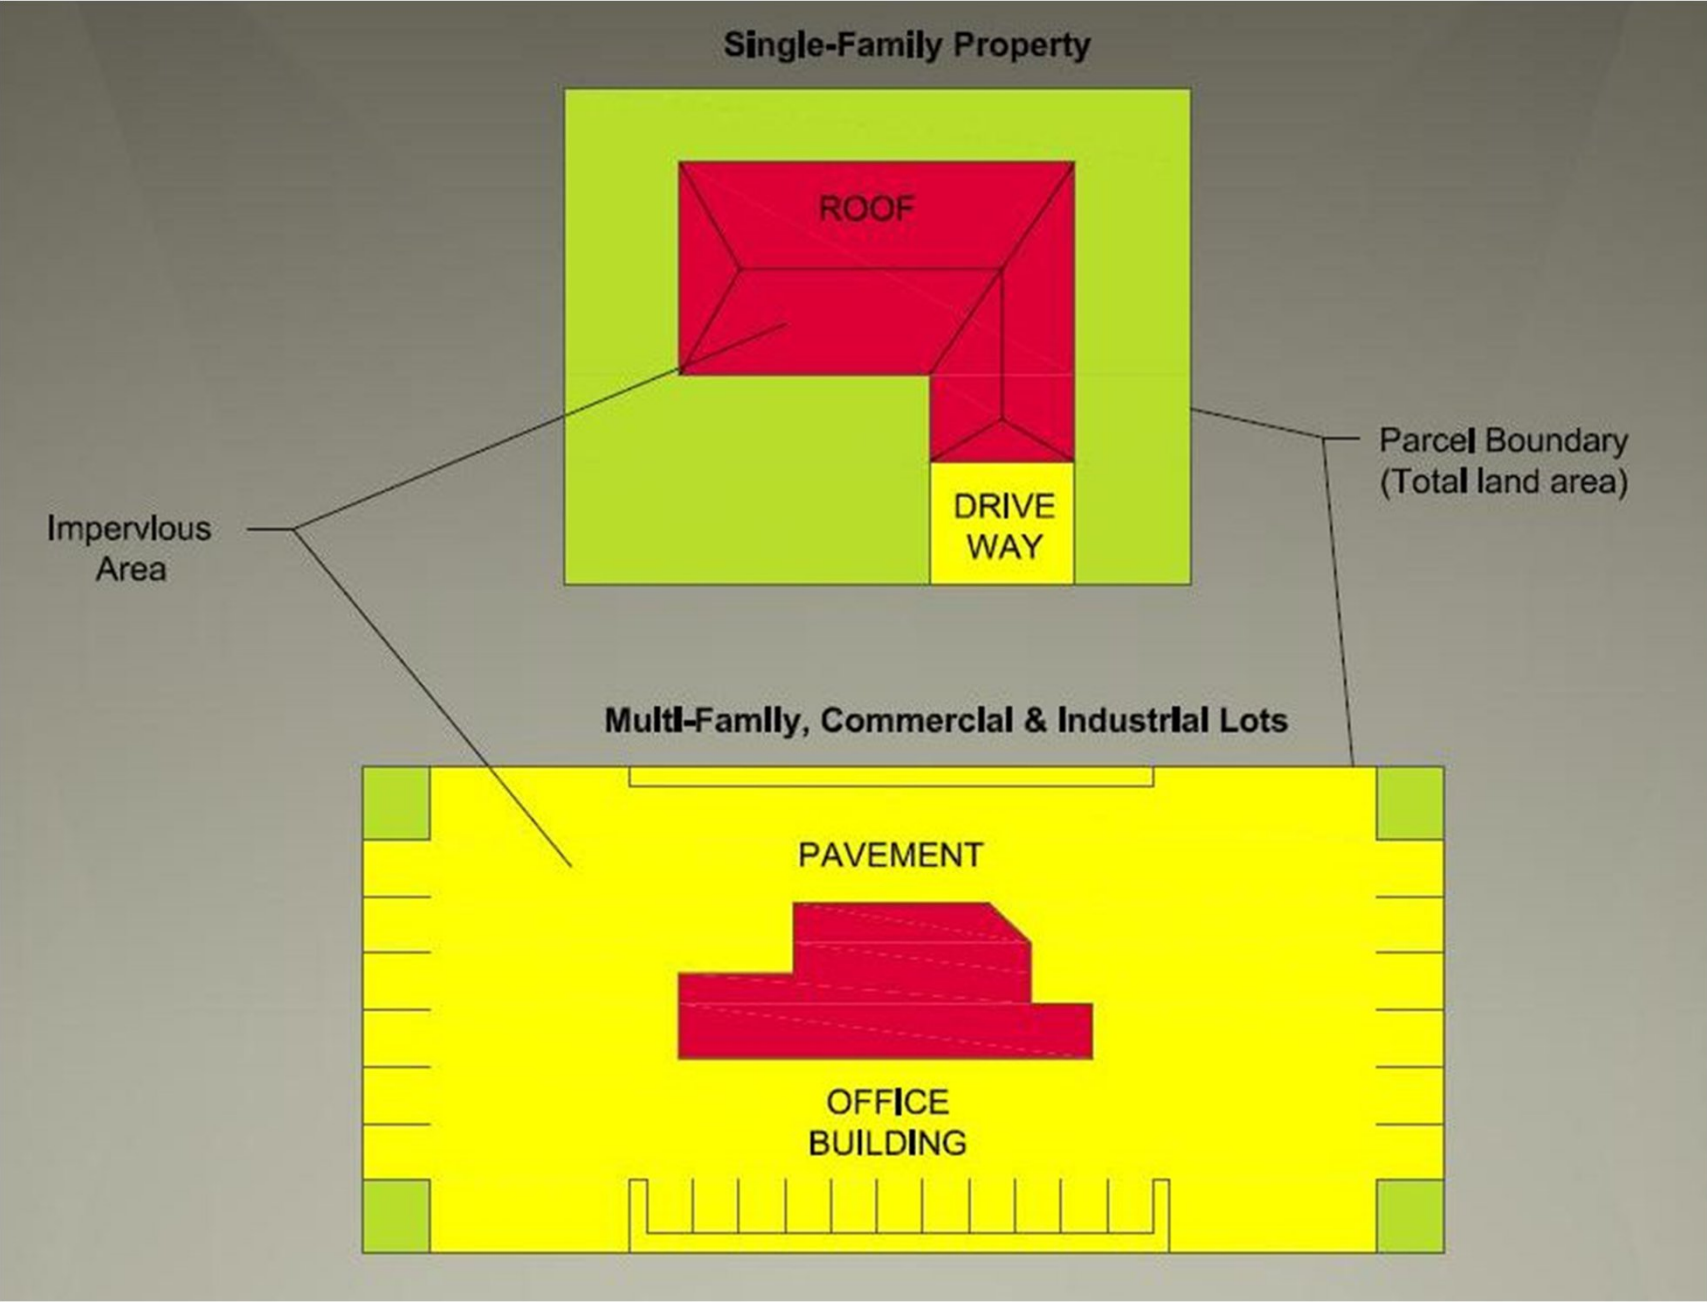 Single-Family Property
ROOF
DRIVE
WAY
Parcel Boundary
(Total land area)
Impervious
Area
Multi-Family, Commercial & Industrial Lots
PAVEMENT
OFFICE
BUILDING